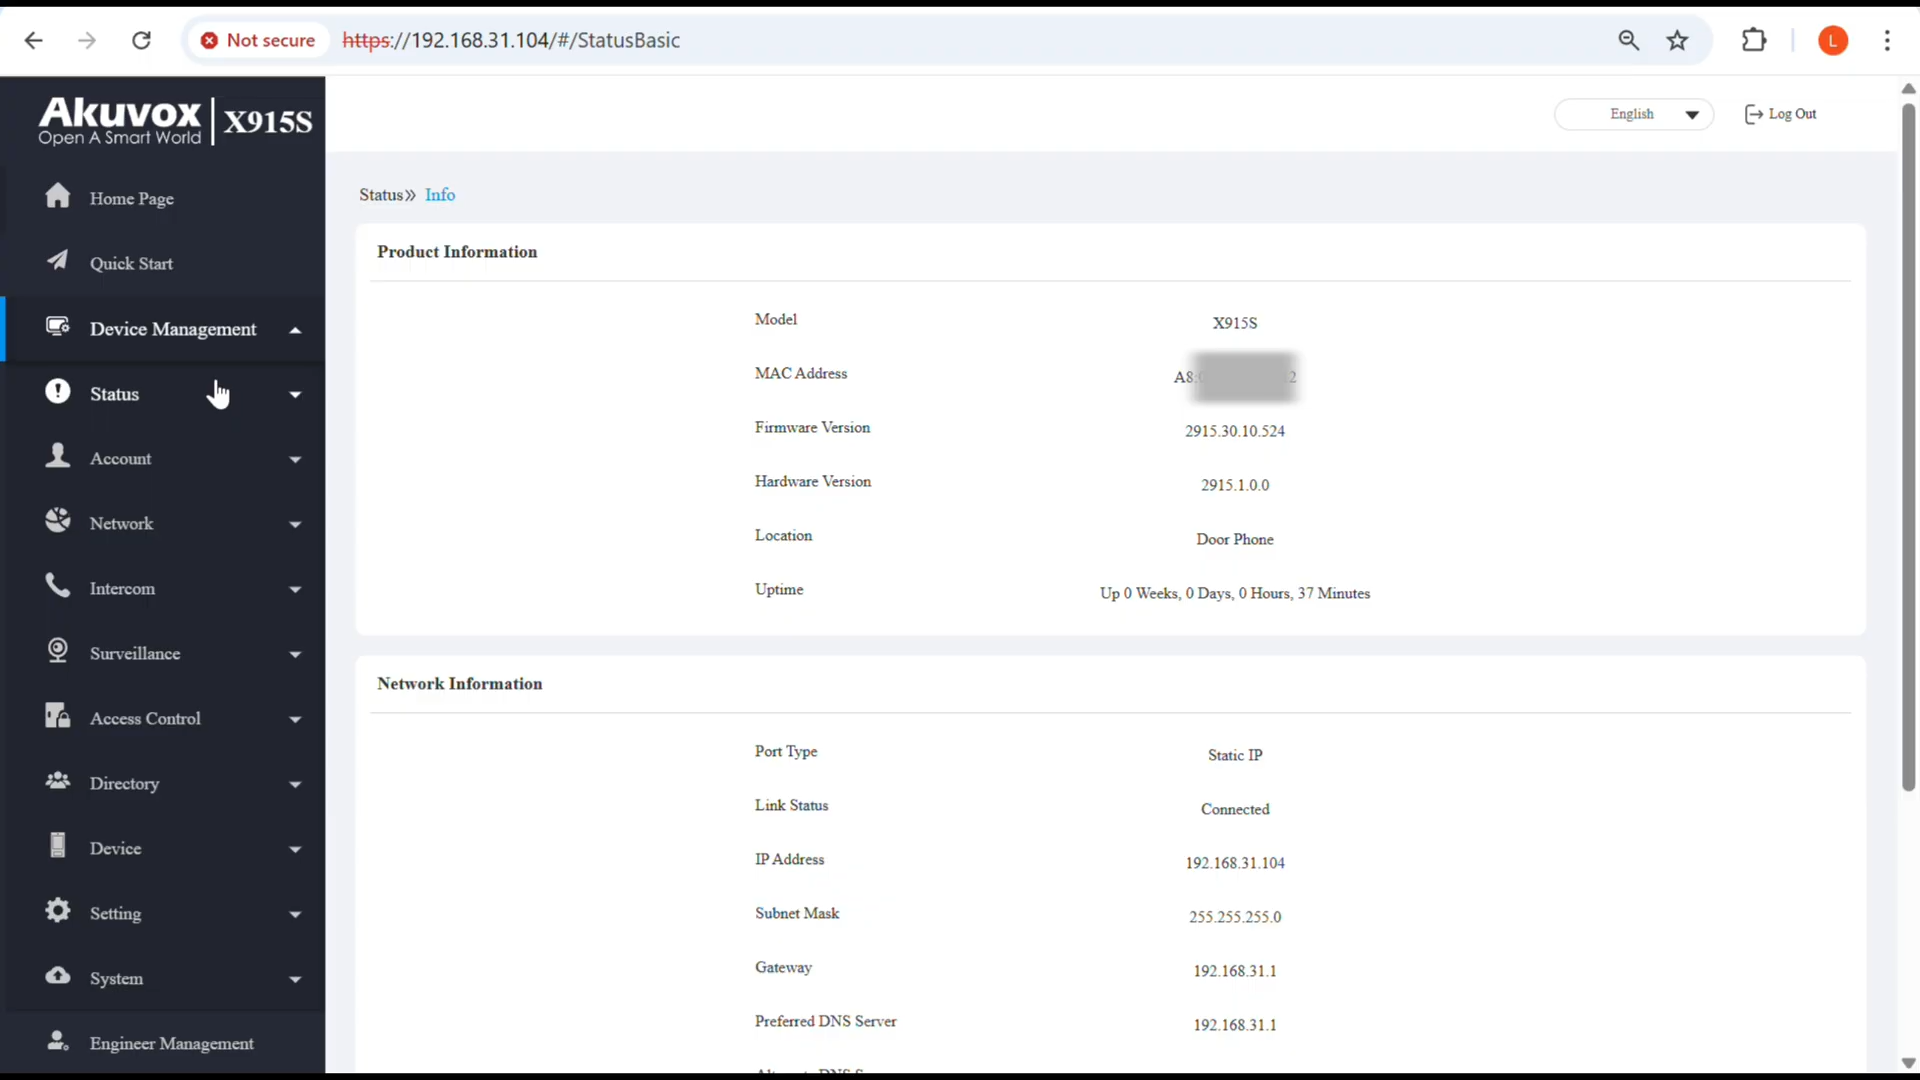 Not secure https://192.168.31.104/#/StatusBasic L
Akuvox X915S
Open A Smart World
English Log Out
Home Page
Quick Start
Device Management
Status
Account
Network
Intercom
Surveillance
Access Control
Directory
Device
Setting
System
Engineer Management
Status» Info
Product Information
Model X915S
MAC Address A8: 2
Firmware Version 2915.30.10.524
Hardware Version 2915.1.0.0
Location Door Phone
Uptime Up 0 Weeks, 0 Days, 0 Hours, 37 Minutes
Network Information
Port Type Static IP
Link Status Connected
IP Address 192.168.31.104
Subnet Mask 255.255.255.0
Gateway 192.168.31.1
Preferred DNS Server 192.168.31.1